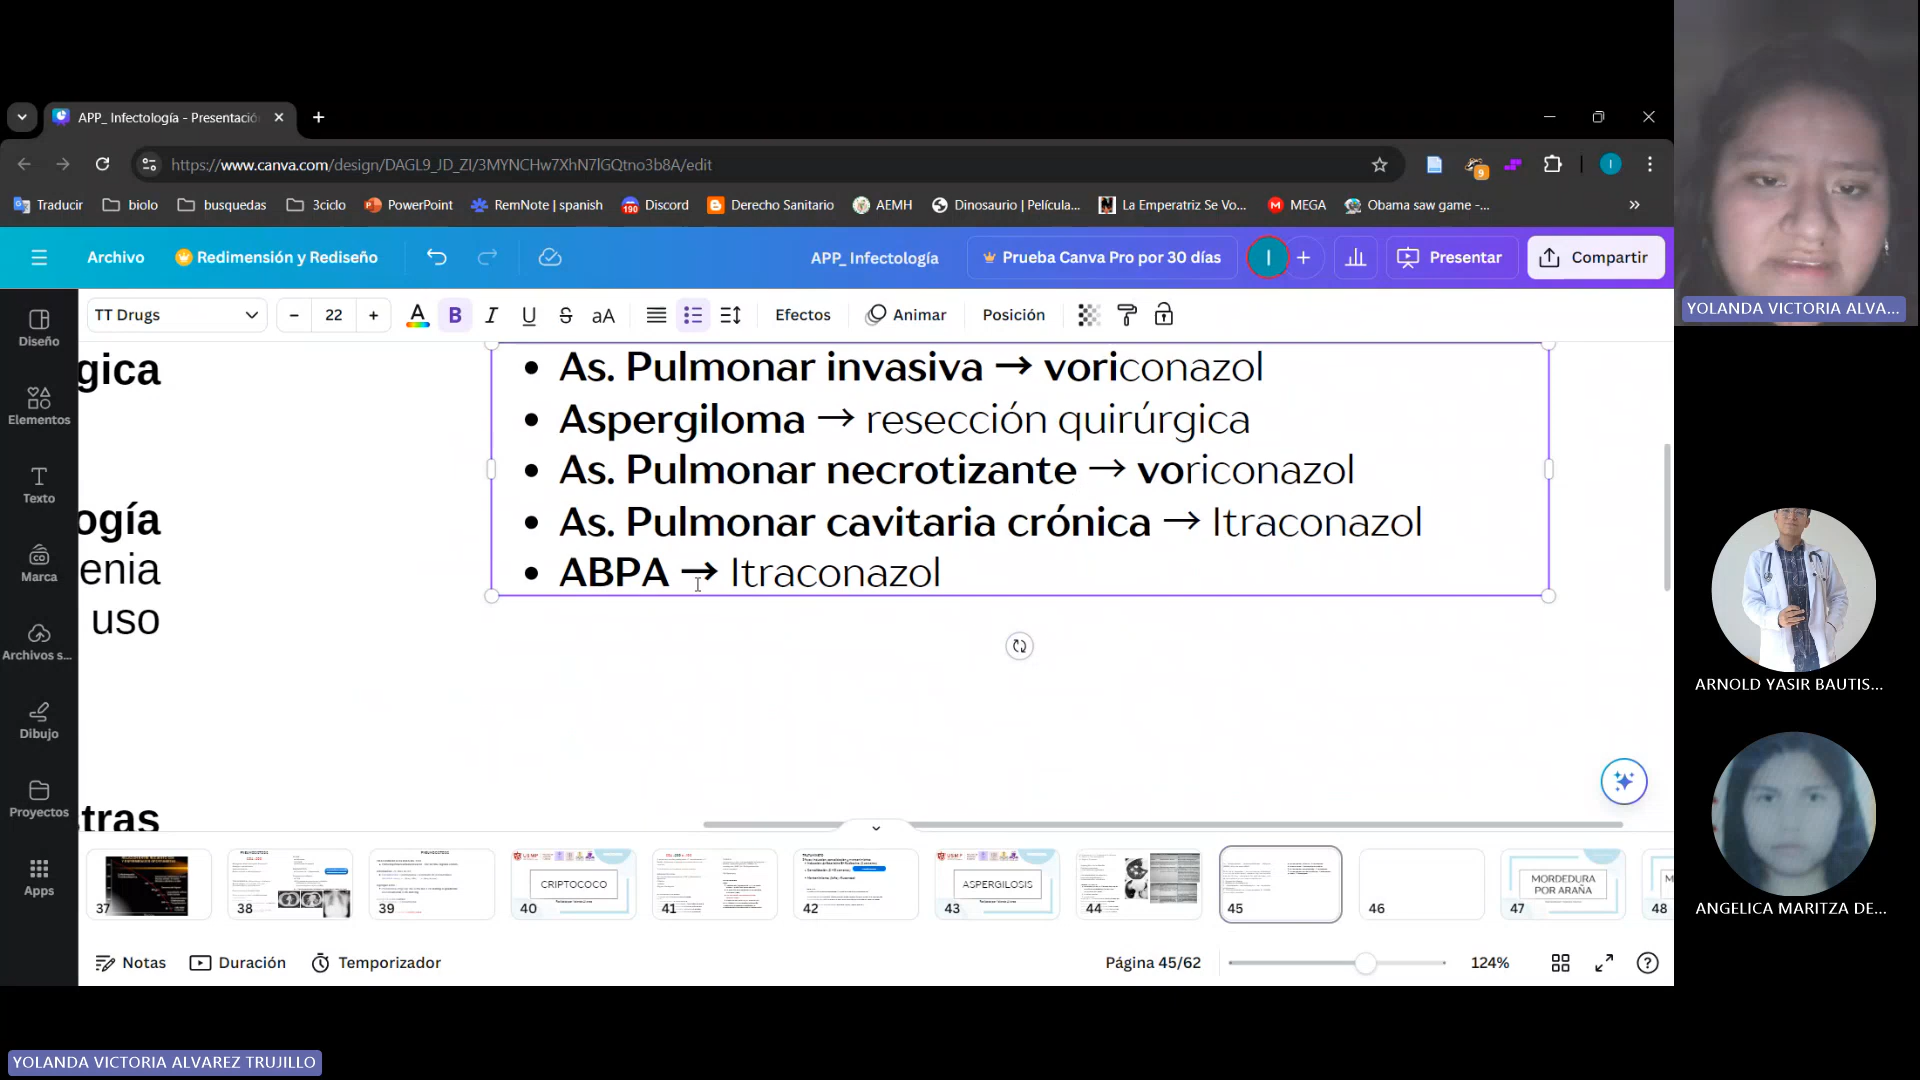 APP_ Infectología - Presentació
https://www.canva.com/design/DAGL9_JD_ZI/3MYNCHw7XhN7lGQtno3b8A/edit
9
I
Traducir
biolo
busquedas
3ciclo
PowerPoint
RemNote | spanish
190
Discord
Derecho Sanitario
AEMH
Dinosaurio | Película...
La Emperatriz Se Vo...
MEGA
Obama saw game -...
Archivo
Redimensión y Rediseño
APP_ Infectología
Prueba Canva Pro por 30 días
I
Presentar
Compartir
TT Drugs
22
Efectos
Animar
Posición
Diseño
Elementos
Texto
Marca
Archivos s...
Dibujo
Proyectos
Apps
gica
ogía
enia
uso
tras
• As. Pulmonar invasiva → voriconazol
• Aspergiloma → resección quirúrgica
• As. Pulmonar necrotizante → voriconazol
• As. Pulmonar cavitaria crónica → Itraconazol
• ABPA → Itraconazol
37
38
39
CRIPTOCOCO
40
41
42
ASPERGILOSIS
43
44
45
46
MORDEDURA
POR ARAÑA
47
48
Notas
Duración
Temporizador
Página 45/62
124%
YOLANDA VICTORIA ALVA...
ARNOLD YASIR BAUTIS...
ANGELICA MARITZA DE...
YOLANDA VICTORIA ALVAREZ TRUJILLO